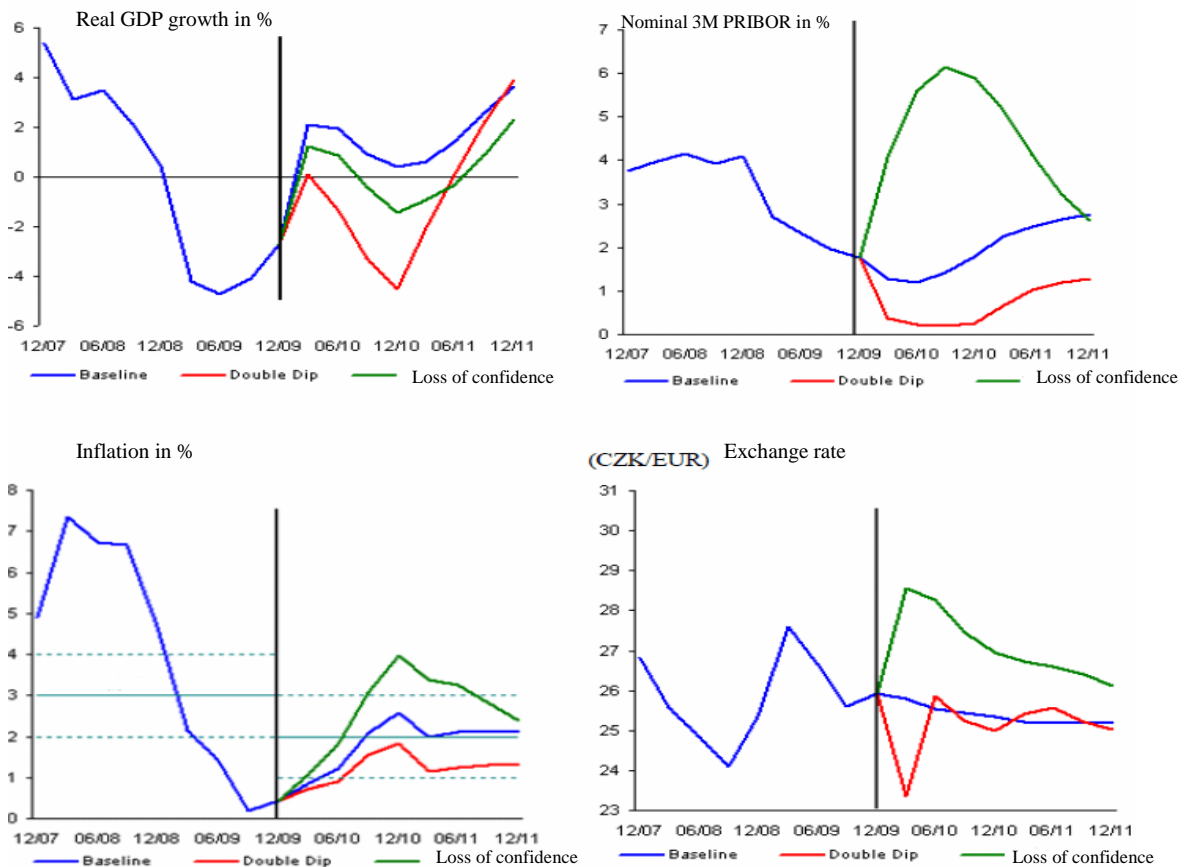 Real GDP growth in %
6
4
2
0
-2
-4
-6
12/07 06/08 12/08 06/09 12/09 06/10 12/10 06/11 12/11
Baseline Double Dip Loss of confidence
Nominal 3M PRIBOR in %
7
6
5
4
3
2
1
0
12/07 06/08 12/08 06/09 12/09 06/10 12/10 06/11 12/11
Baseline Double Dip Loss of confidence
Inflation in %
8
7
6
5
4
3
2
1
0
12/07 06/08 12/08 06/09 12/09 06/10 12/10 06/11 12/11
Baseline Double Dip Loss of confidence
(CZK/EUR) Exchange rate
31
30
29
28
27
26
25
24
23
12/07 06/08 12/08 06/09 12/09 06/10 12/10 06/11 12/11
Baseline Double Dip Loss of confidence